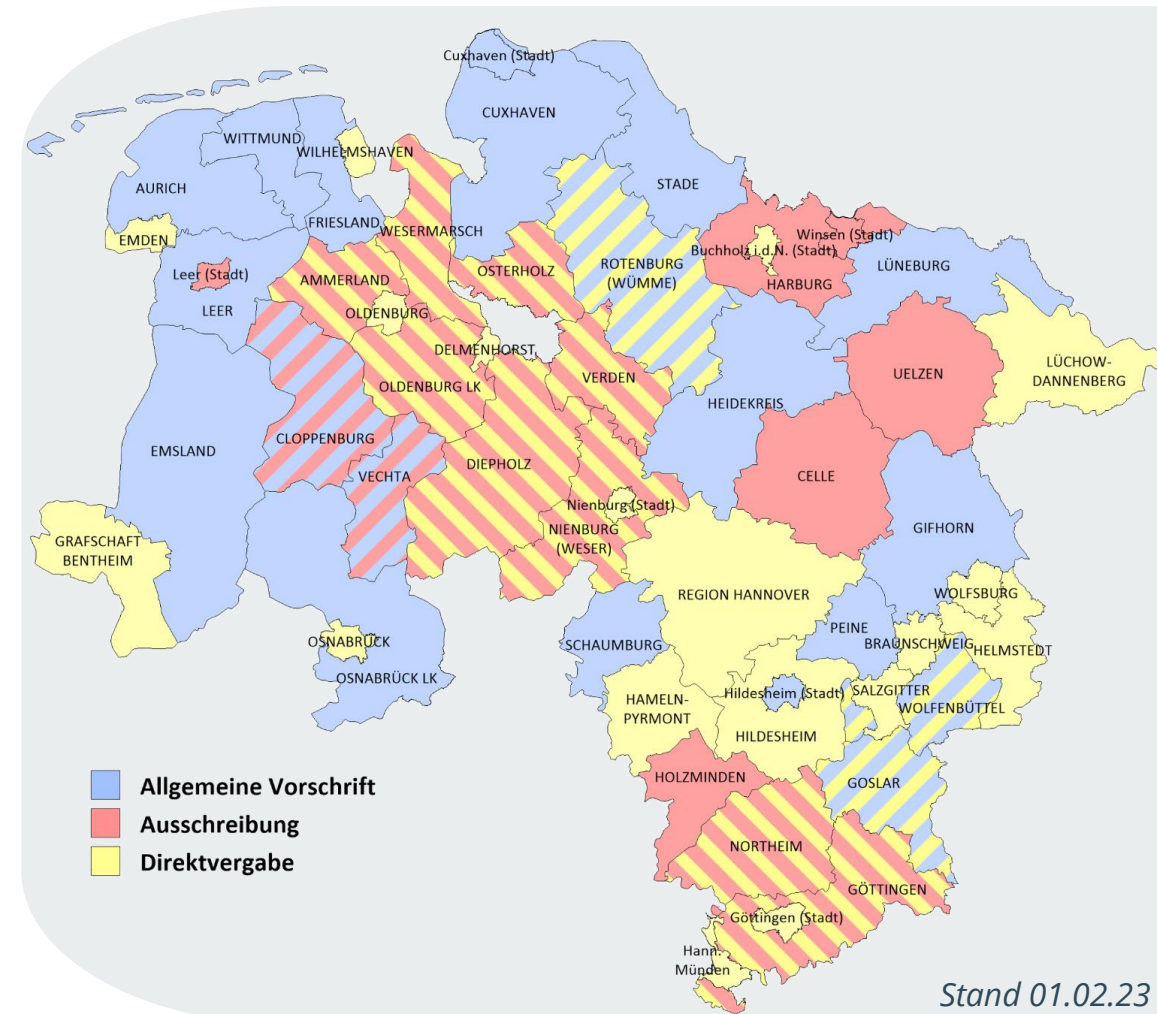 Cuxhaven (Stadt)
CUXHAVEN
WITTMUND
WILHELMSHAVEN
AURICH
STADE
FRIESLAND
WESERMARSCH
EMDEN
Winsen (Stadt)
Buchholz i.d.N. (Stadt)
ROTENBURG
(WÜMME)
LÜNEBURG
Leer (Stadt)
OSTERHOLZ
AMMERLAND
HARBURG
LEER
OLDENBURG
DELMENHORST
LÜCHOW-
DANNENBERG
UELZEN
VERDEN
OLDENBURG LK
HEIDEKREIS
CLOPPENBURG
EMSLAND
DIEPHOLZ
VECHTA
CELLE
Nienburg (Stadt)
NIENBURG
(WESER)
GIFHORN
GRAFSCHAFT
BENTHEIM
REGION HANNOVER
WOLFSBURG
PEINE
OSNABRÜCK
SCHAUMBURG
BRAUNSCHWEIG
HELMSTEDT
OSNABRÜCK LK
Hildesheim (Stadt)
SALZGITTER
HAMELN-
PYRMONT
WOLFENBÜTTEL
HILDESHEIM
HOLZMINDEN
GOSLAR
Allgemeine Vorschrift
Ausschreibung
Direktvergabe
NORTHEIM
GÖTTINGEN
Göttingen (Stadt)
Hann.
Münden
Stand 01.02.23